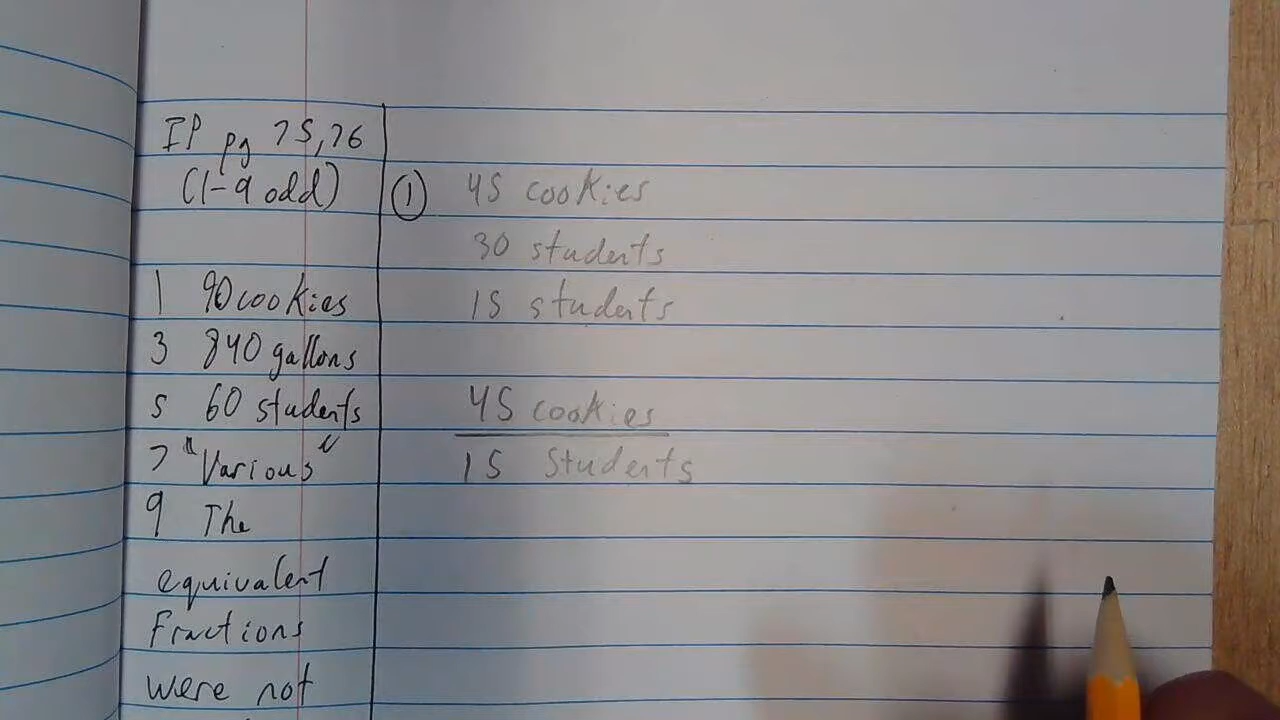 IP pg 75,76
(1-9 odd)
1 90 cookies
3 840 gallons
5 60 students
7 "Various"
9 The
equivalent
fractions
were not
① 45 cookies
30 students
15 students
45 cookies
15 Students